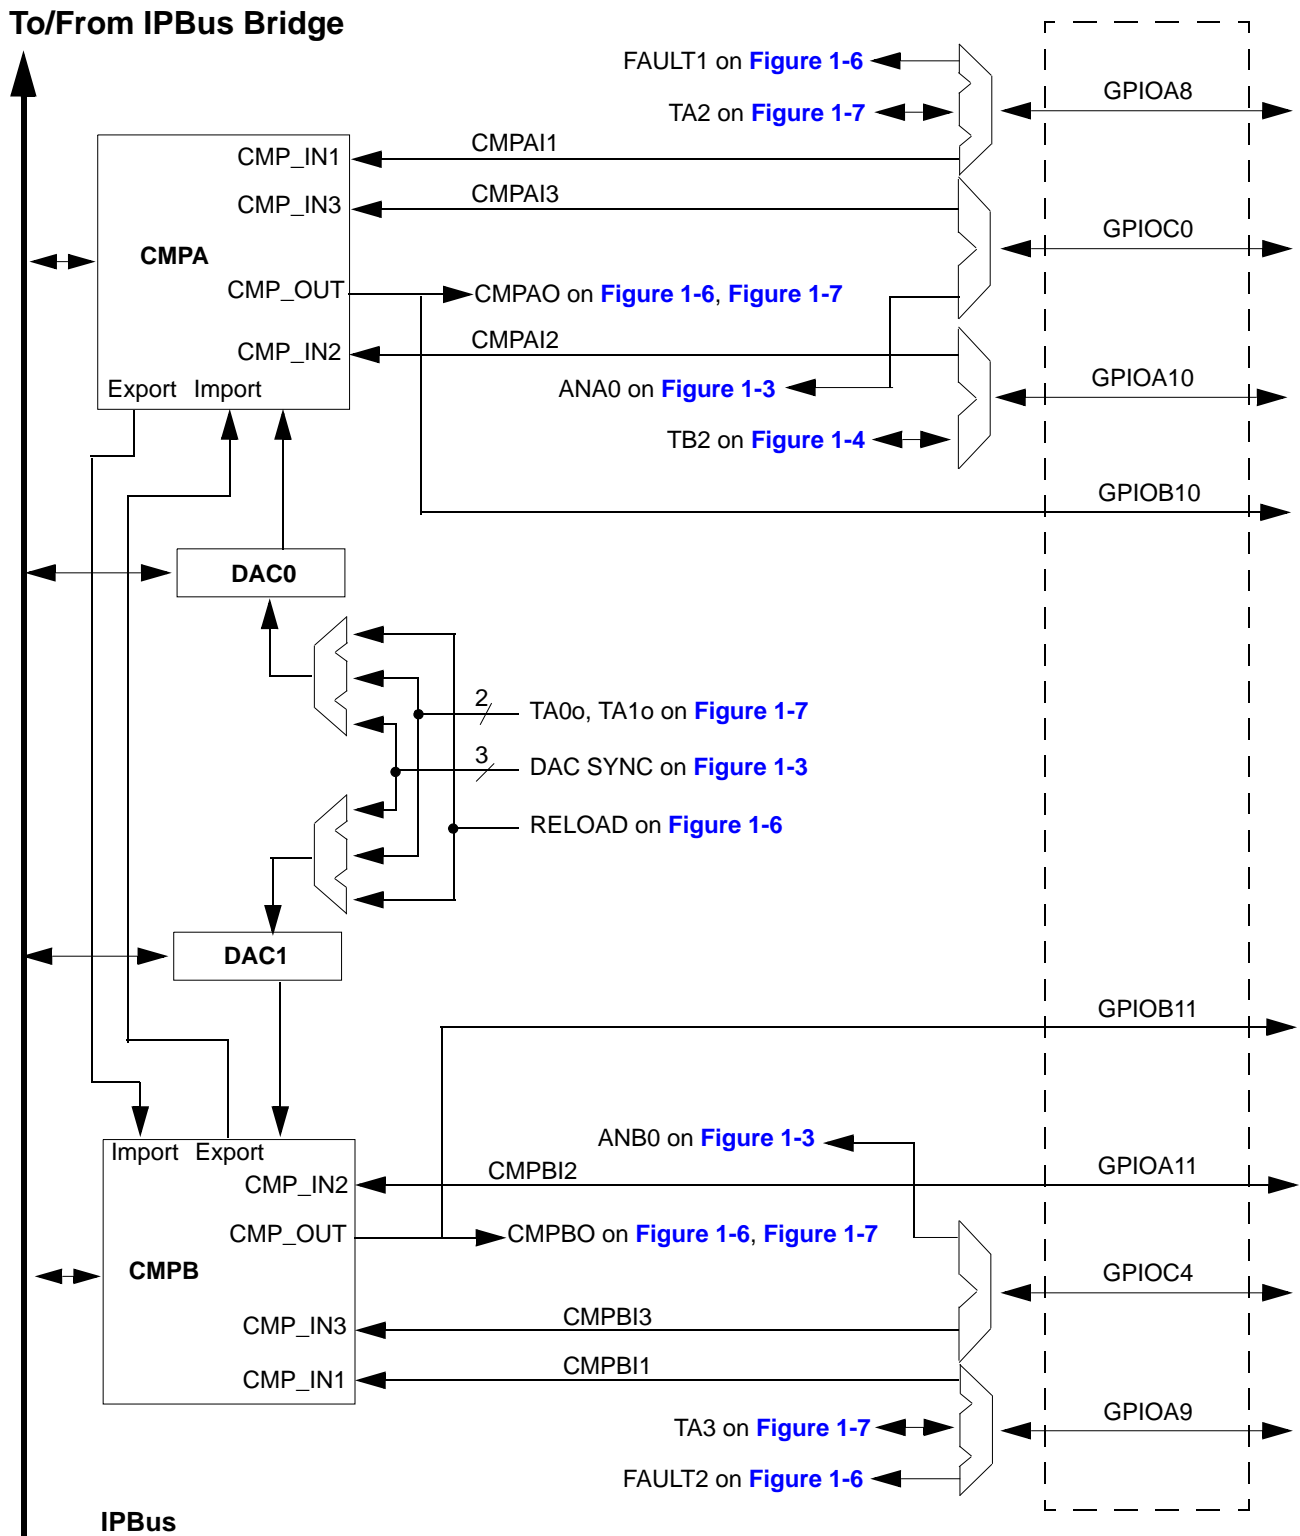 To/From IPBus Bridge
FAULT1 on Figure 1-6
GPIOA8
TA2 on Figure 1-7
CMP_IN1
CMPAI1
CMP_IN3
CMPAI3
GPIOC0
CMPA
CMP_OUT
CMPAO on Figure 1-6, Figure 1-7
CMP_IN2
CMPAI2
Export Import
ANA0 on Figure 1-3
GPIOA10
TB2 on Figure 1-4
GPIOB10
DAC0
2
TA0o, TA1o on Figure 1-7
3
DAC SYNC on Figure 1-3
RELOAD on Figure 1-6
DAC1
GPIOB11
Import Export
ANB0 on Figure 1-3
CMP_IN2
CMPBI2
GPIOA11
CMP_OUT
CMPBO on Figure 1-6, Figure 1-7
CMPB
GPIOC4
CMP_IN3
CMPBI3
CMP_IN1
CMPBI1
GPIOA9
TA3 on Figure 1-7
FAULT2 on Figure 1-6
IPBus